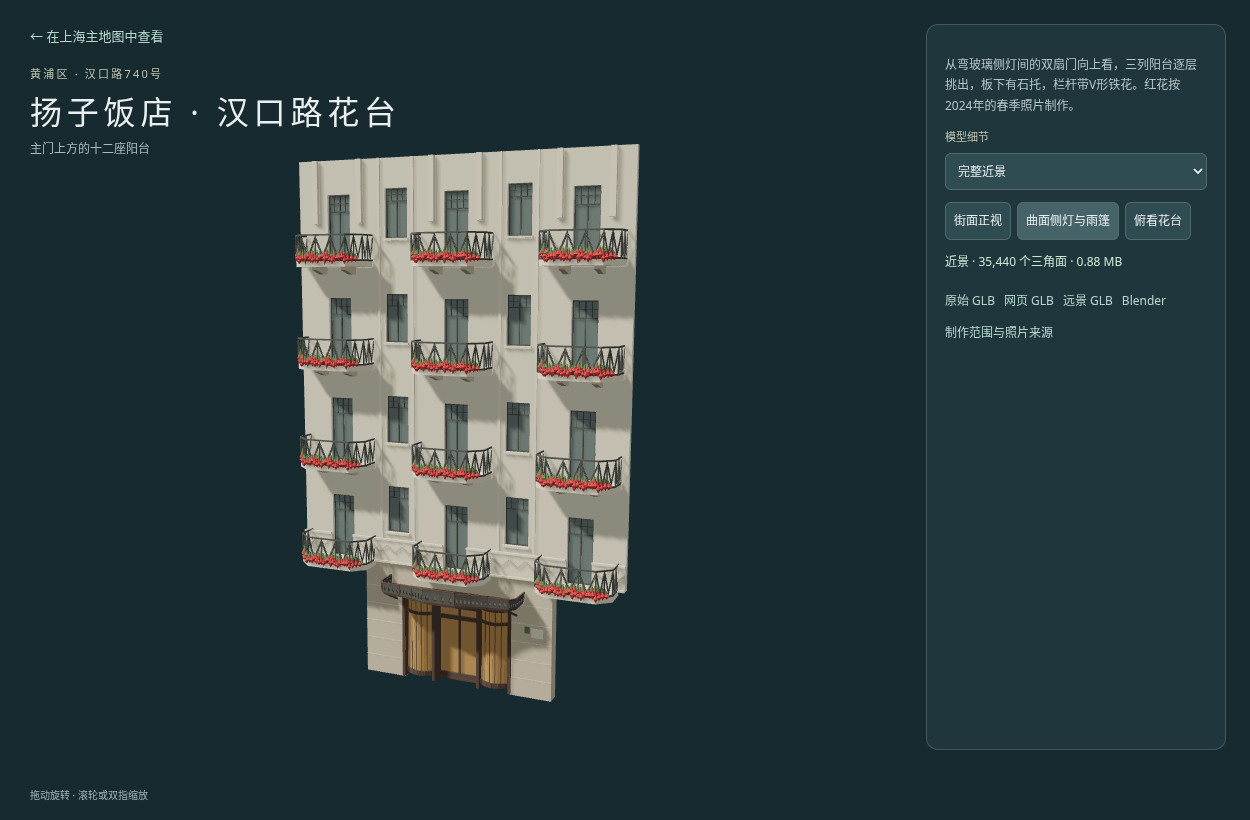 ← 在上海主地图中查看
黄浦区 · 汉口路740号
扬子饭店 · 汉口路花台
主门上方的十二座阳台
从弯玻璃侧灯间的双扇门向上看，三列阳台逐层
挑出，板下有石托，栏杆带V形铁花。红花按
2024年的春季照片制作。
模型细节
完整近景
街面正视 曲面侧灯与雨篷 俯看花台
近景 · 35,440 个三角面 · 0.88 MB
原始 GLB 网页 GLB 远景 GLB Blender
制作范围与照片来源
拖动旋转 · 滚轮或双指缩放